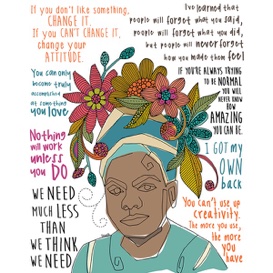 If you don't like something,
CHANGE IT.
If you CAN'T CHANGE IT,
change your
ATTITUDE.
I've learned that
people will forget what you said,
people will forget what you did,
but people will never forget
how you made them feel
You can only
become truly
accomplished
at something
you love
IF YOU'RE ALWAYS TRYING
TO BE NORMAL
YOU WILL
NEVER KNOW
HOW
AMAZING
YOU CAN BE.
Nothing
will work
unless
you DO
I GOT MY
OWN
back
WE NEED
MUCH LESS
THAN
WE THINK
WE NEED
You can't use up
creativity.
The more you use,
the more
you HAVE